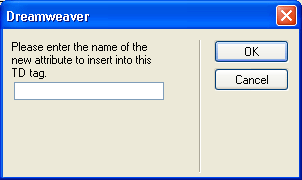 Dreamweaver
Please enter the name of the
new attribute to insert into this
TD tag.
OK
Cancel